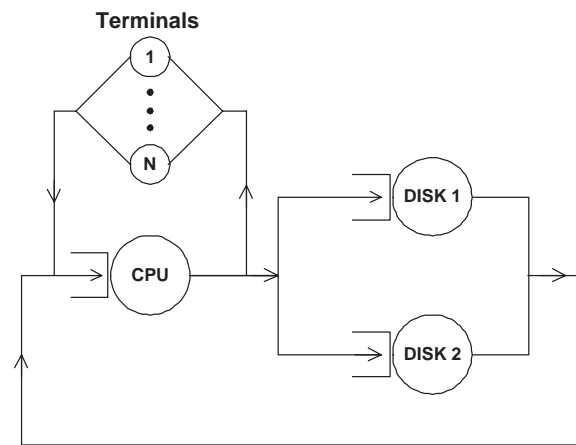 Terminals
1
N
DISK 1
CPU
DISK 2